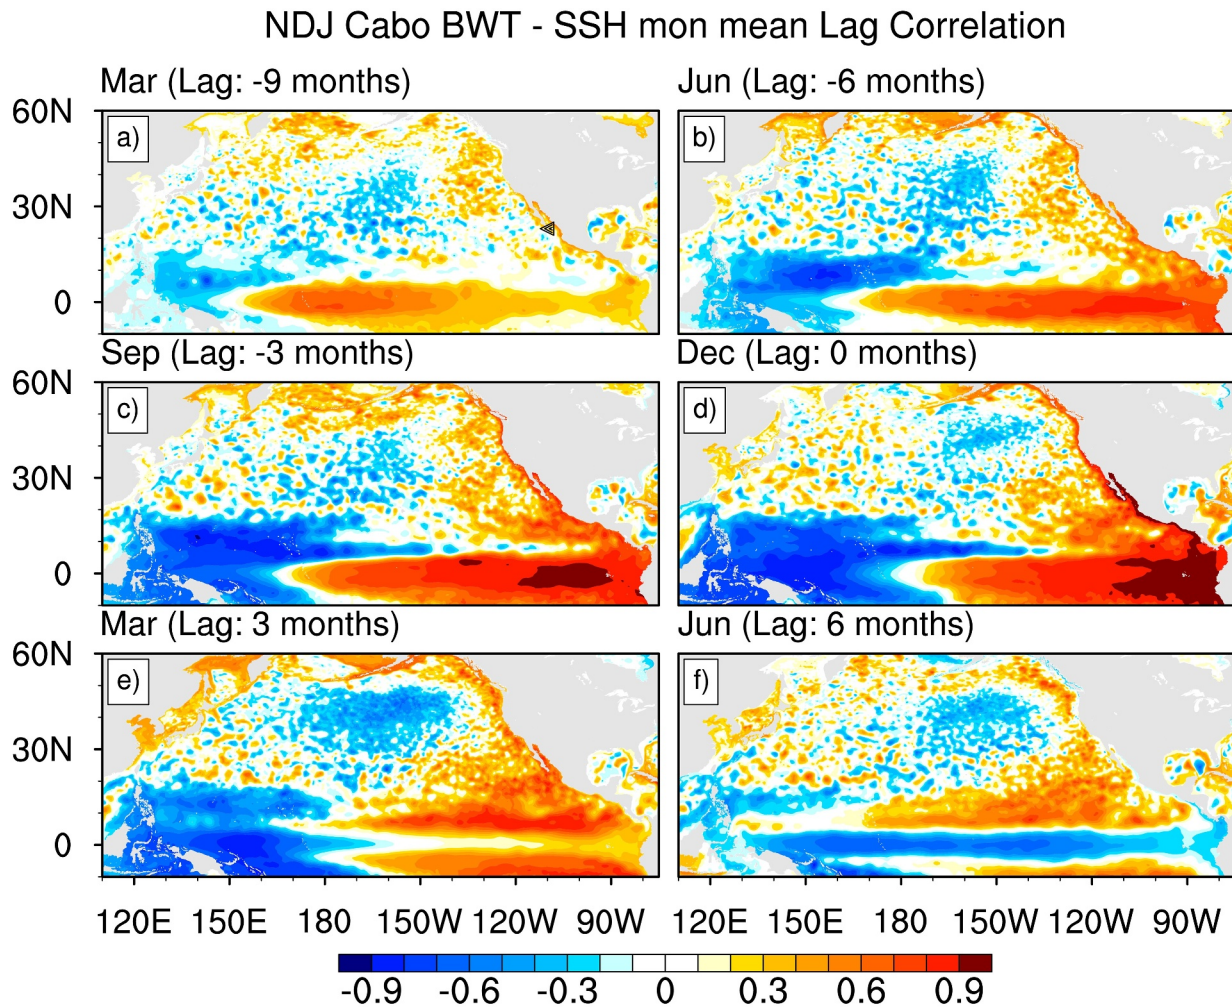 NDJ Cabo BWT - SSH mon mean Lag Correlation
Mar (Lag: -9 months) Jun (Lag: -6 months)
60N a) b)
30N
0
Sep (Lag: -3 months) Dec (Lag: 0 months)
60N c) d)
30N
0
Mar (Lag: 3 months) Jun (Lag: 6 months)
60N e) f)
30N
0
120E 150E 180 150W 120W 90W 120E 150E 180 150W 120W 90W
-0.9 -0.6 -0.3 0 0.3 0.6 0.9